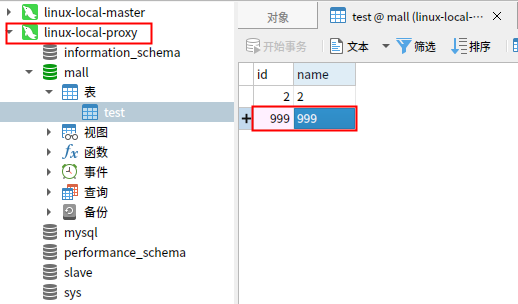 linux-local-master
linux-local-proxy
information_schema
mall
表
test
视图
函数
事件
查询
备份
mysql
performance_schema
slave
sys
对象
test @ mall (linux-local-...
开始事务
文本
筛选
排序
id name
2 2
999 999